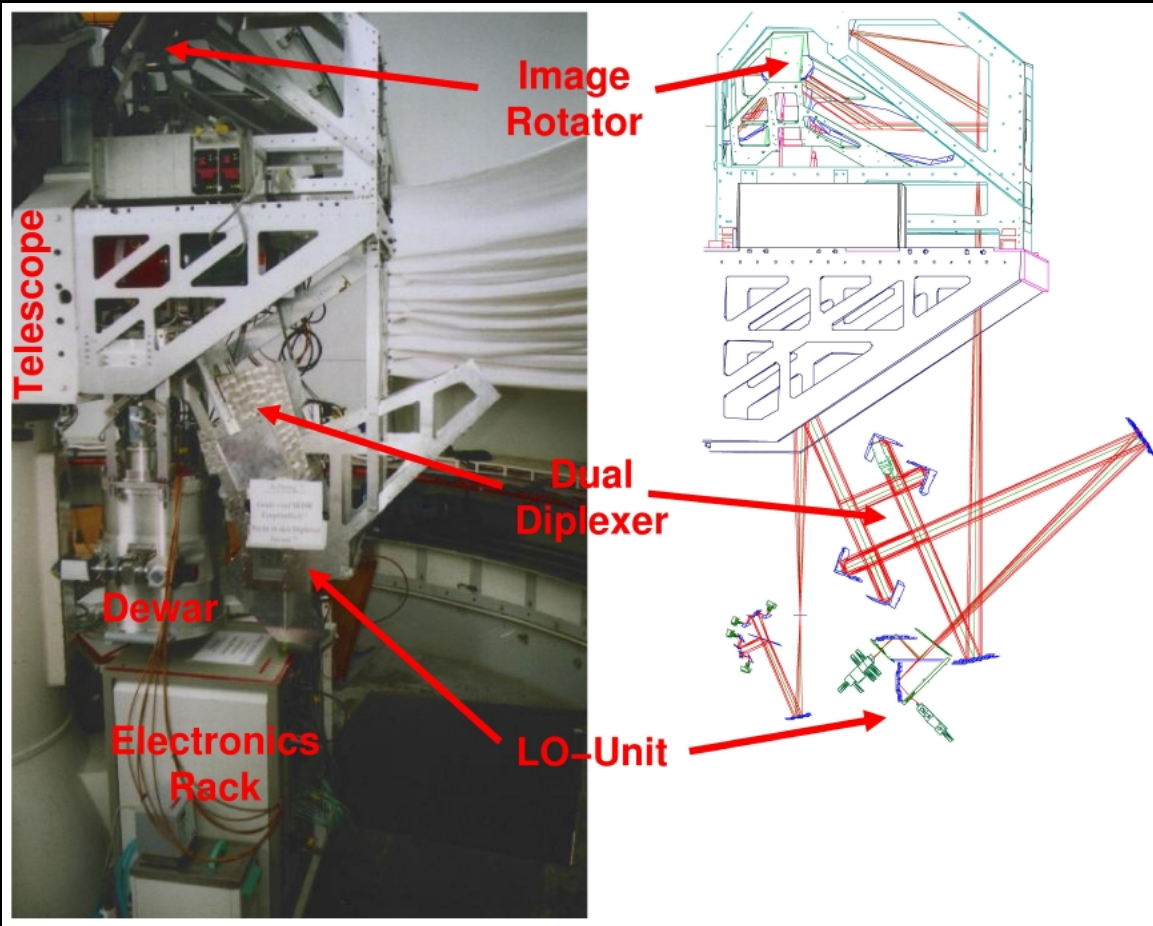 Image
Rotator
Telescope
Dual
Diplexer
Dewar
LO-Unit
Electronics
Rack